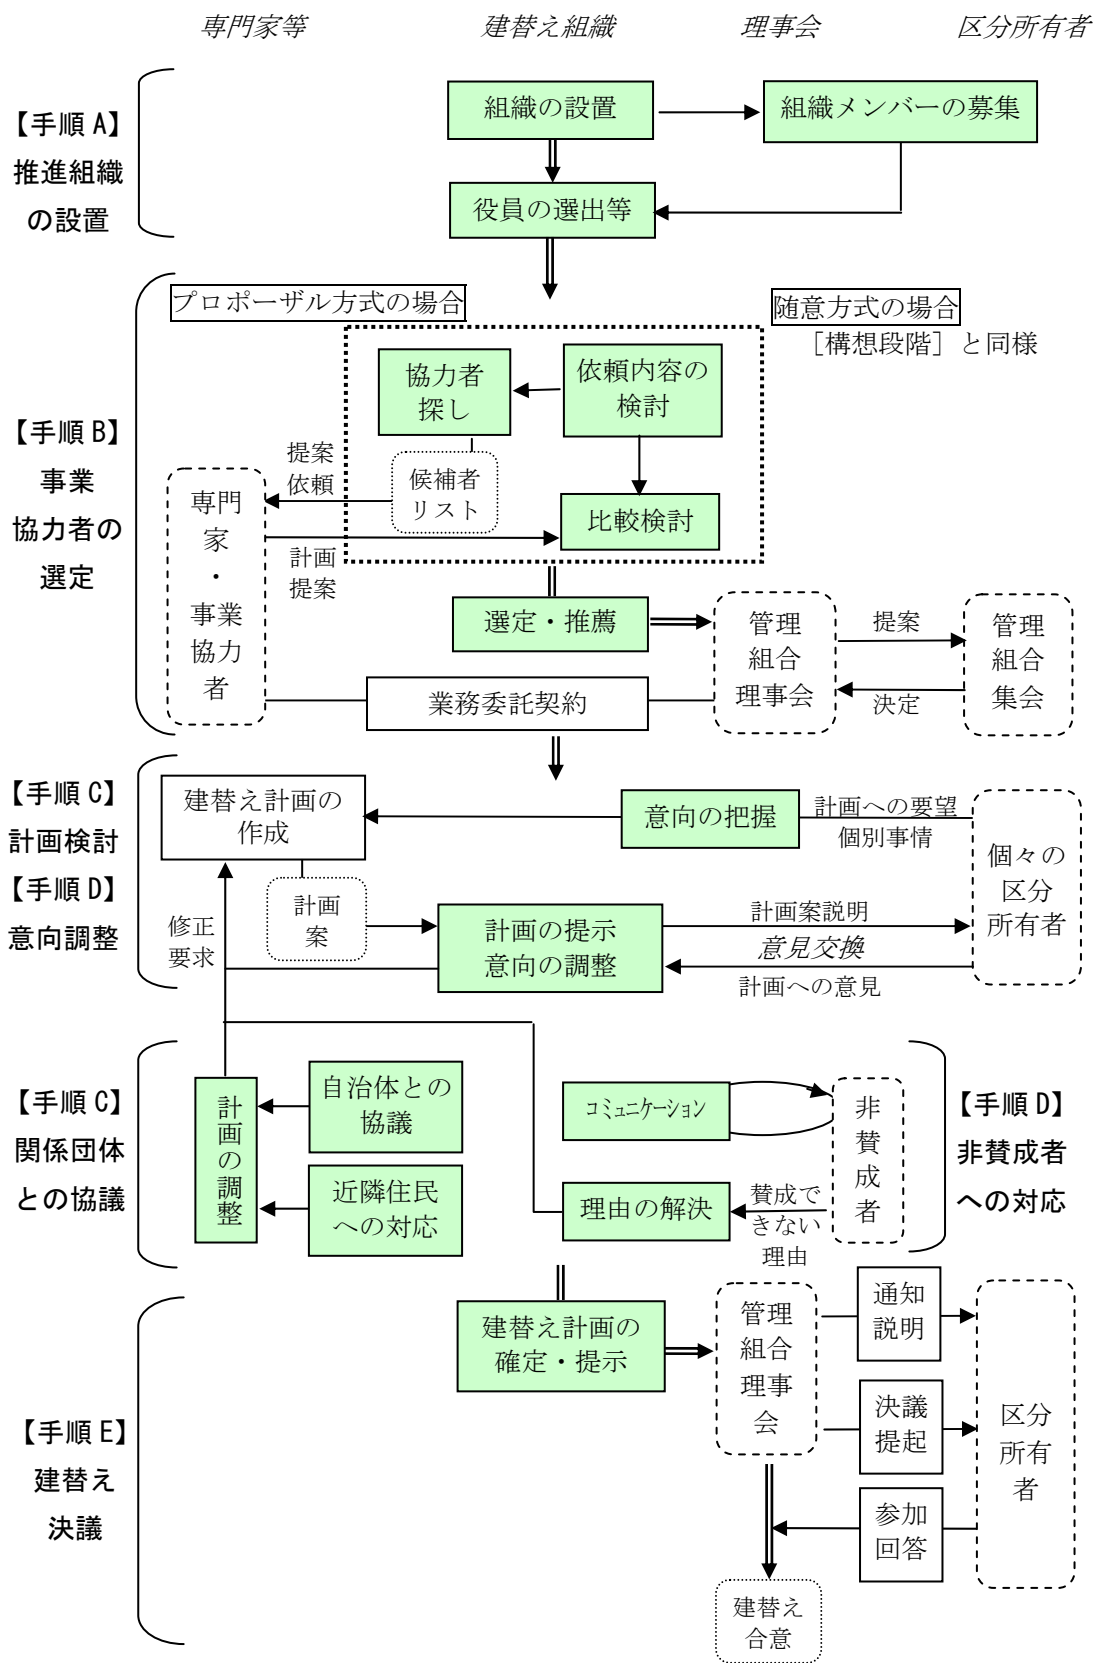 専門家等
建替え組織
理事会
区分所有者
【手順 A】
推進組織
の設置
組織の設置
組織メンバーの募集
役員の選出等
【手順 B】
事業
協力者の
選定
プロポーザル方式の場合
随意方式の場合
［構想段階］と同様
協力者
探し
依頼内容の
検討
提案
依頼
候補者
リスト
比較検討
専門
家
・
事業
協力
者
計画
提案
選定・推薦
管理
組合
理事会
提案
決定
管理
組合
集会
業務委託契約
【手順 C】
計画検討
【手順 D】
意向調整
建替え計画の
作成
意向の把握
計画への要望
個別事情
個々の
区分
所有者
計画
案
修正
要求
計画の提示
意向の調整
計画案説明
意見交換
計画への意見
【手順 C】
関係団体
との協議
計画の調整
自治体との
協議
近隣住民
への対応
コミュニケーション
理由の解決
賛成で
きない
理由
非
賛
成
者
【手順 D】
非賛成者
への対応
【手順 E】
建替え
決議
建替え計画の
確定・提示
管理
組合
理事
会
通知
説明
決議
提起
参加
回答
区分
所有
者
建替え
合意